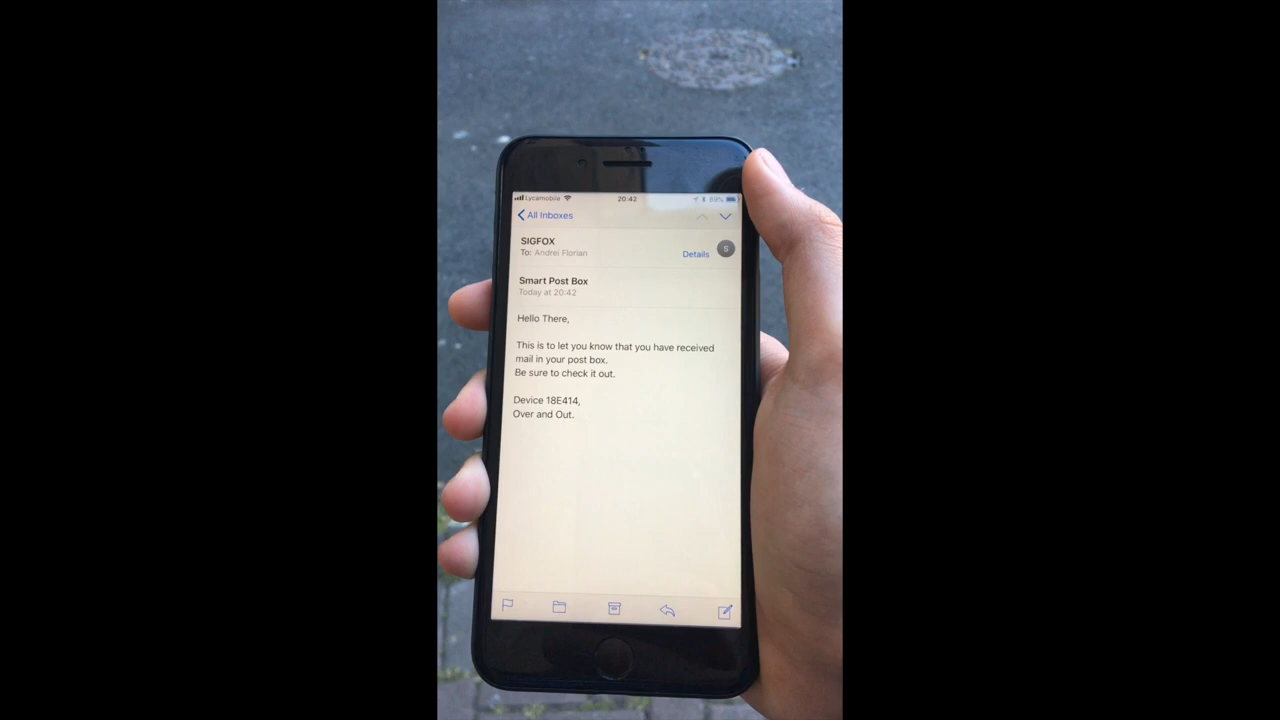 Lycamobile 20:42 89%
All Inboxes
SIGFOX
To: Andrei Florian
Details S
Smart Post Box
Today at 20:42
Hello There,
This is to let you know that you have received
mail in your post box.
Be sure to check it out.
Device 18E414,
Over and Out.